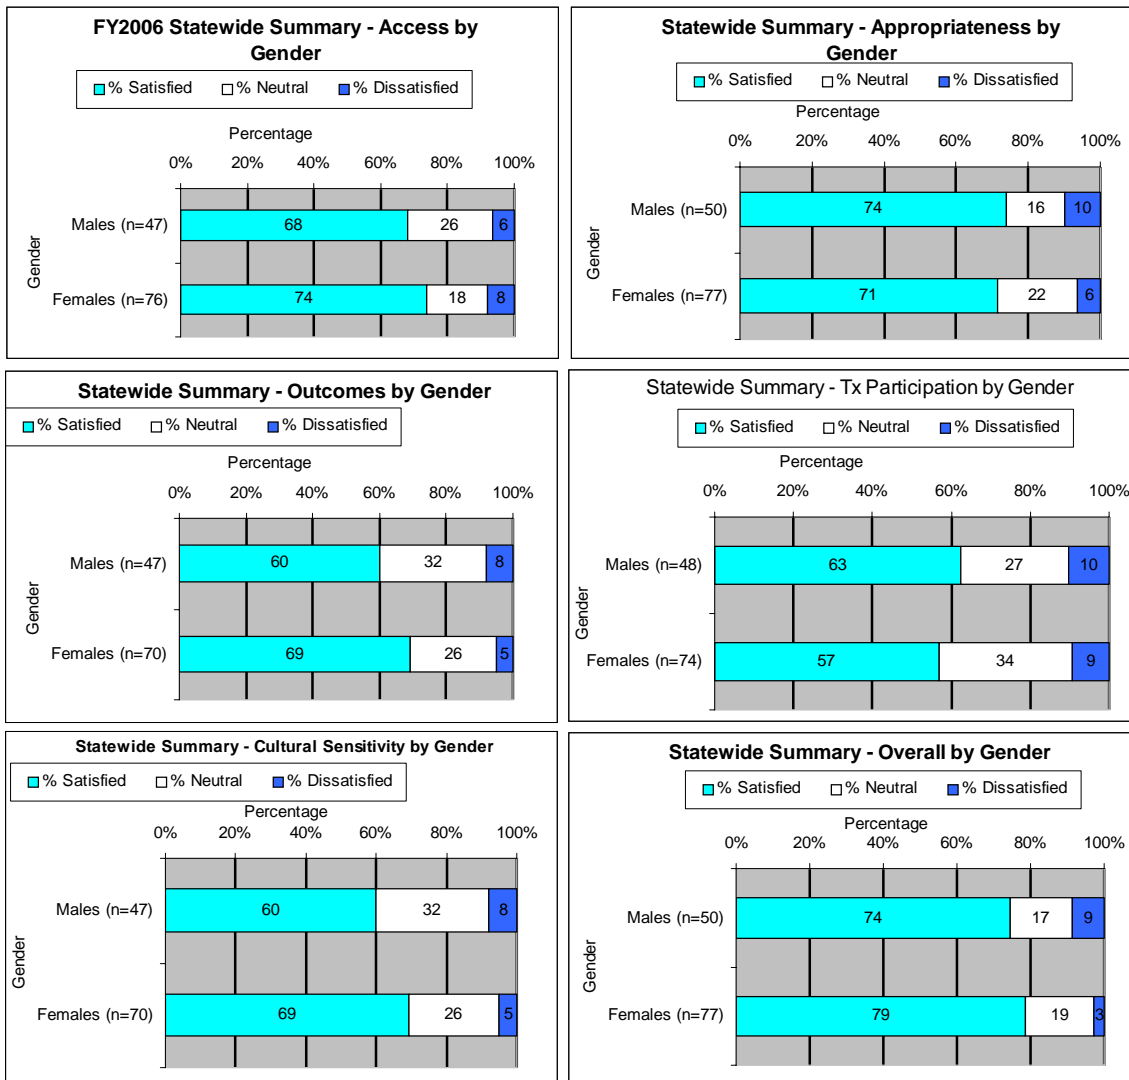 FY2006 Statewide Summary - Access by
Gender
% Satisfied % Neutral % Dissatisfied
Percentage
0% 20% 40% 60% 80% 100%
Gender
Males (n=47) 68 26 6
Females (n=76) 74 18 8
Statewide Summary - Appropriateness by
Gender
% Satisfied % Neutral % Dissatisfied
Percentage
0% 20% 40% 60% 80% 100%
Gender
Males (n=50) 74 16 10
Females (n=77) 71 22 6
Statewide Summary - Outcomes by Gender
% Satisfied % Neutral % Dissatisfied
Percentage
0% 20% 40% 60% 80% 100%
Gender
Males (n=47) 60 32 8
Females (n=70) 69 26 5
Statewide Summary - Tx Participation by Gender
% Satisfied % Neutral % Dissatisfied
Percentage
0% 20% 40% 60% 80% 100%
Gender
Males (n=48) 63 27 10
Females (n=74) 57 34 9
Statewide Summary - Cultural Sensitivity by Gender
% Satisfied % Neutral % Dissatisfied
Percentage
0% 20% 40% 60% 80% 100%
Gender
Males (n=47) 60 32 8
Females (n=70) 69 26 5
Statewide Summary - Overall by Gender
% Satisfied % Neutral % Dissatisfied
Percentage
0% 20% 40% 60% 80% 100%
Gender
Males (n=50) 74 17 9
Females (n=77) 79 19 3